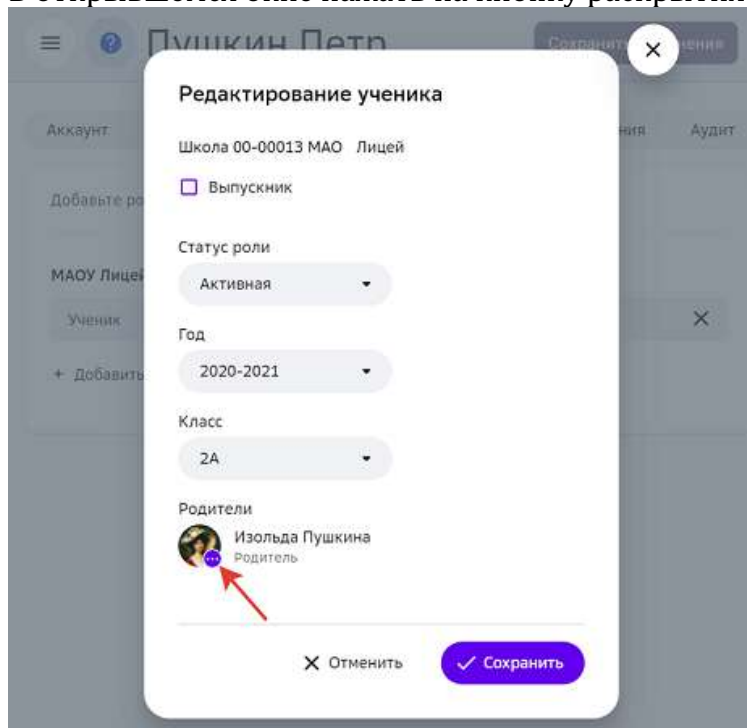 Пушкин Петр
Редактирование ученика
Школа 00-00013 МАО Лицей
Аккаунт
ния
Аудит
Выпускник
Добавьте ро
Статус роли
МАОУ Лицей
Активная
Ученик
Год
+ Добавить
2020-2021
Класс
2А
Родители
Изольда Пушкина
Родитель
Отменить
Сохранить